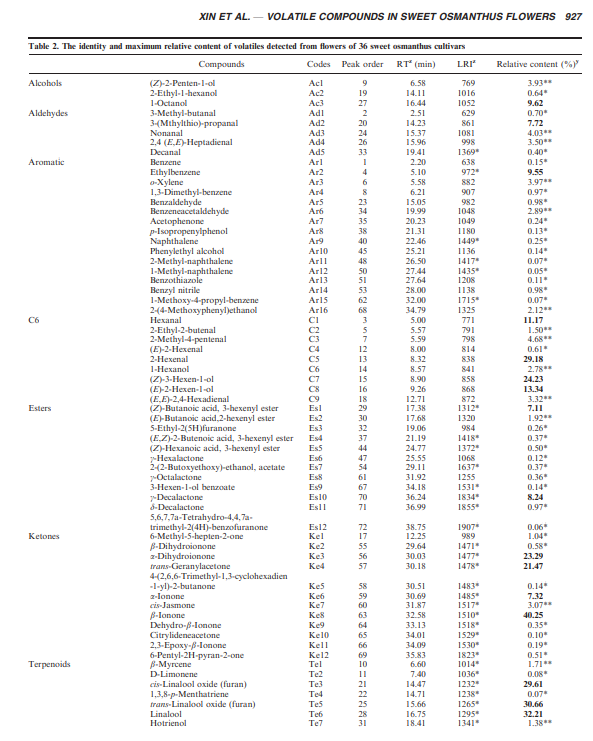 XIN ET AL. — VOLATILE COMPOUNDS IN SWEET OSMANTHUS FLOWERS 927
Table 2. The identity and maximum relative content of volatiles detected from flowers of 36 sweet osmanthus cultivars
Compounds Codes Peak order RTz (min) LRIx Relative content (%)y
Alcohols (Z)-2-Penten-1-ol Ac1 9 6.58 769 3.93**
2-Ethyl-1-hexanol Ac2 19 14.11 1016 0.64*
1-Octanol Ac3 27 16.44 1052 9.62
Aldehydes 3-Methyl-butanal Ad1 2 2.51 629 0.70*
3-(Mthylthio)-propanal Ad2 20 14.23 861 7.72
Nonanal Ad3 24 15.37 1081 4.03**
2,4 (E,E)-Heptadienal Ad4 26 15.96 998 3.50**
Decanal Ad5 33 19.41 1369* 0.40*
Aromatic Benzene Ar1 1 2.20 638 0.15*
Ethylbenzene Ar2 4 5.10 972* 9.55
o-Xylene Ar3 6 5.58 882 3.97**
1,3-Dimethyl-benzene Ar4 8 6.21 907 0.97*
Benzaldehyde Ar5 23 15.05 982 0.98*
Benzeneacetaldehyde Ar6 34 19.99 1048 2.89**
Acetophenone Ar7 35 20.23 1049 0.24*
p-Isopropenylphenol Ar8 38 21.31 1180 0.13*
Naphthalene Ar9 40 22.46 1449* 0.25*
Phenylethyl alcohol Ar10 45 25.21 1136 0.14*
2-Methyl-naphthalene Ar11 48 26.50 1417* 0.07*
1-Methyl-naphthalene Ar12 50 27.44 1435* 0.05*
Benzothiazole Ar13 51 27.64 1208 0.11*
Benzyl nitrile Ar14 53 28.00 1138 0.98*
1-Methoxy-4-propyl-benzene Ar15 62 32.00 1715* 0.07*
2-(4-Methoxyphenyl)ethanol Ar16 68 34.79 1325 2.12**
C6 Hexanal C1 3 5.00 771 11.17
2-Ethyl-2-butenal C2 5 5.57 791 1.50**
2-Methyl-4-pentenal C3 7 5.59 798 4.68**
(E)-2-Hexenal C4 12 8.00 814 0.61*
2-Hexenal C5 13 8.32 838 29.18
1-Hexanol C6 14 8.57 841 2.78**
(Z)-3-Hexen-1-ol C7 15 8.90 858 24.23
(E)-2-Hexen-1-ol C8 16 9.26 868 13.34
(E,E)-2,4-Hexadienal C9 18 12.71 872 3.32**
Esters (Z)-Butanoic acid, 3-hexenyl ester Es1 29 17.38 1312* 7.11
(E)-Butanoic acid,2-hexenyl ester Es2 30 17.68 1320 1.92**
5-Ethyl-2(5H)furanone Es3 32 19.06 984 0.26*
(E,Z)-2-Butenoic acid, 3-hexenyl ester Es4 37 21.19 1418* 0.37*
(Z)-Hexanoic acid, 3-hexenyl ester Es5 44 24.77 1372* 0.50*
γ-Hexalactone Es6 47 25.55 1068 0.12*
2-(2-Butoxyethoxy)-ethanol, acetate Es7 54 29.11 1637* 0.37*
γ-Octalactone Es8 61 31.92 1255 0.36*
3-Hexen-1-ol benzoate Es9 67 34.18 1531* 0.14*
γ-Decalactone Es10 70 36.24 1834* 8.24
δ-Decalactone Es11 71 36.99 1855* 0.97*
5,6,7,7a-Tetrahydro-4,4,7a-
trimethyl-2(4H)-benzofuranone Es12 72 38.75 1907* 0.06*
Ketones 6-Methyl-5-hepten-2-one Ke1 17 12.25 989 1.04*
β-Dihydroionone Ke2 55 29.64 1471* 0.58*
α-Dihydroionone Ke3 56 30.03 1477* 23.29
trans-Geranylacetone Ke4 57 30.18 1478* 21.47
4-(2,6,6-Trimethyl-1,3-cyclohexadien
-1-yl)-2-butanone Ke5 58 30.51 1483* 0.14*
α-Ionone Ke6 59 30.69 1485* 7.32
cis-Jasmone Ke7 60 31.87 1517* 3.07**
β-Ionone Ke8 63 32.58 1510* 40.25
Dehydro-β-Ionone Ke9 64 33.13 1518* 0.35*
Citrylideneacetone Ke10 65 34.01 1529* 0.10*
2,3-Epoxy-β-Ionone Ke11 66 34.09 1530* 0.19*
6-Pentyl-2H-pyran-2-one Ke12 69 35.83 1823* 0.51*
Terpenoids β-Myrcene Te1 10 6.60 1014* 1.71**
D-Limonene Te2 11 7.40 1036* 0.08*
cis-Linalool oxide (furan) Te3 21 14.47 1232* 29.61
1,3,8-p-Menthatriene Te4 22 14.71 1238* 0.07*
trans-Linalool oxide (furan) Te5 25 15.66 1265* 30.66
Linalool Te6 28 16.75 1295* 32.21
Hotrienol Te7 31 18.41 1341* 1.38**